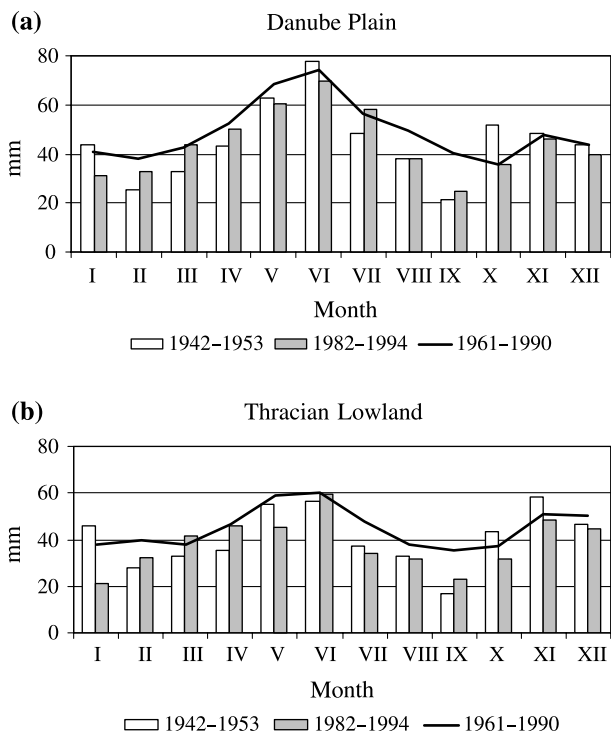 (a) Danube Plain
80
60
40
20
0
mm
I II III IV V VI VII VIII IX X XI XII
Month
1942–1953 1982–1994 1961–1990
(b) Thracian Lowland
80
60
40
20
0
mm
I II III IV V VI VII VIII IX X XI XII
Month
1942–1953 1982–1994 1961–1990